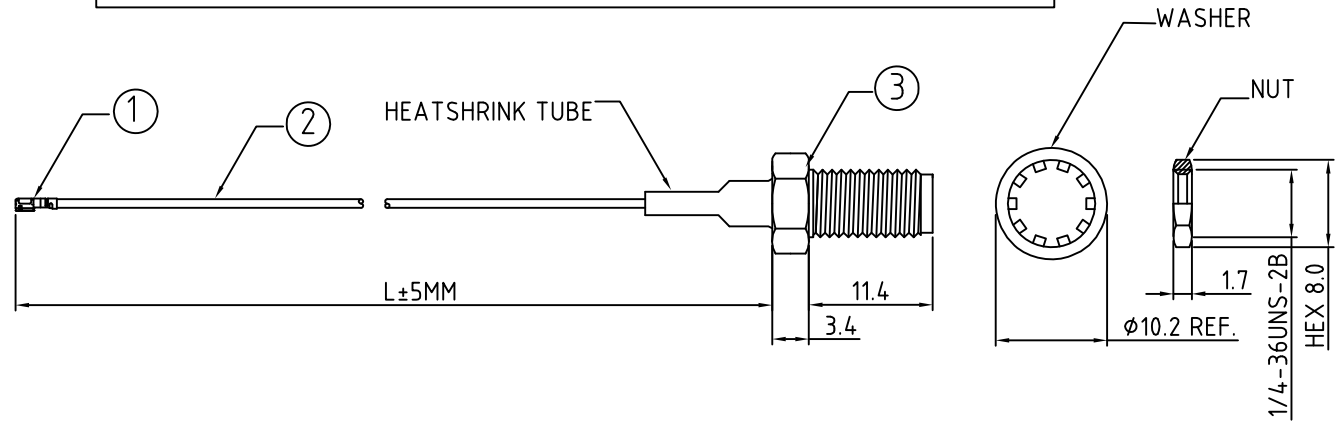 WASHER
1
2
HEATSHRINK TUBE
3
NUT
L±5MM
11.4
3.4
1.7
Φ10.2 REF.
1/4-36UNS-2B
HEX 8.0